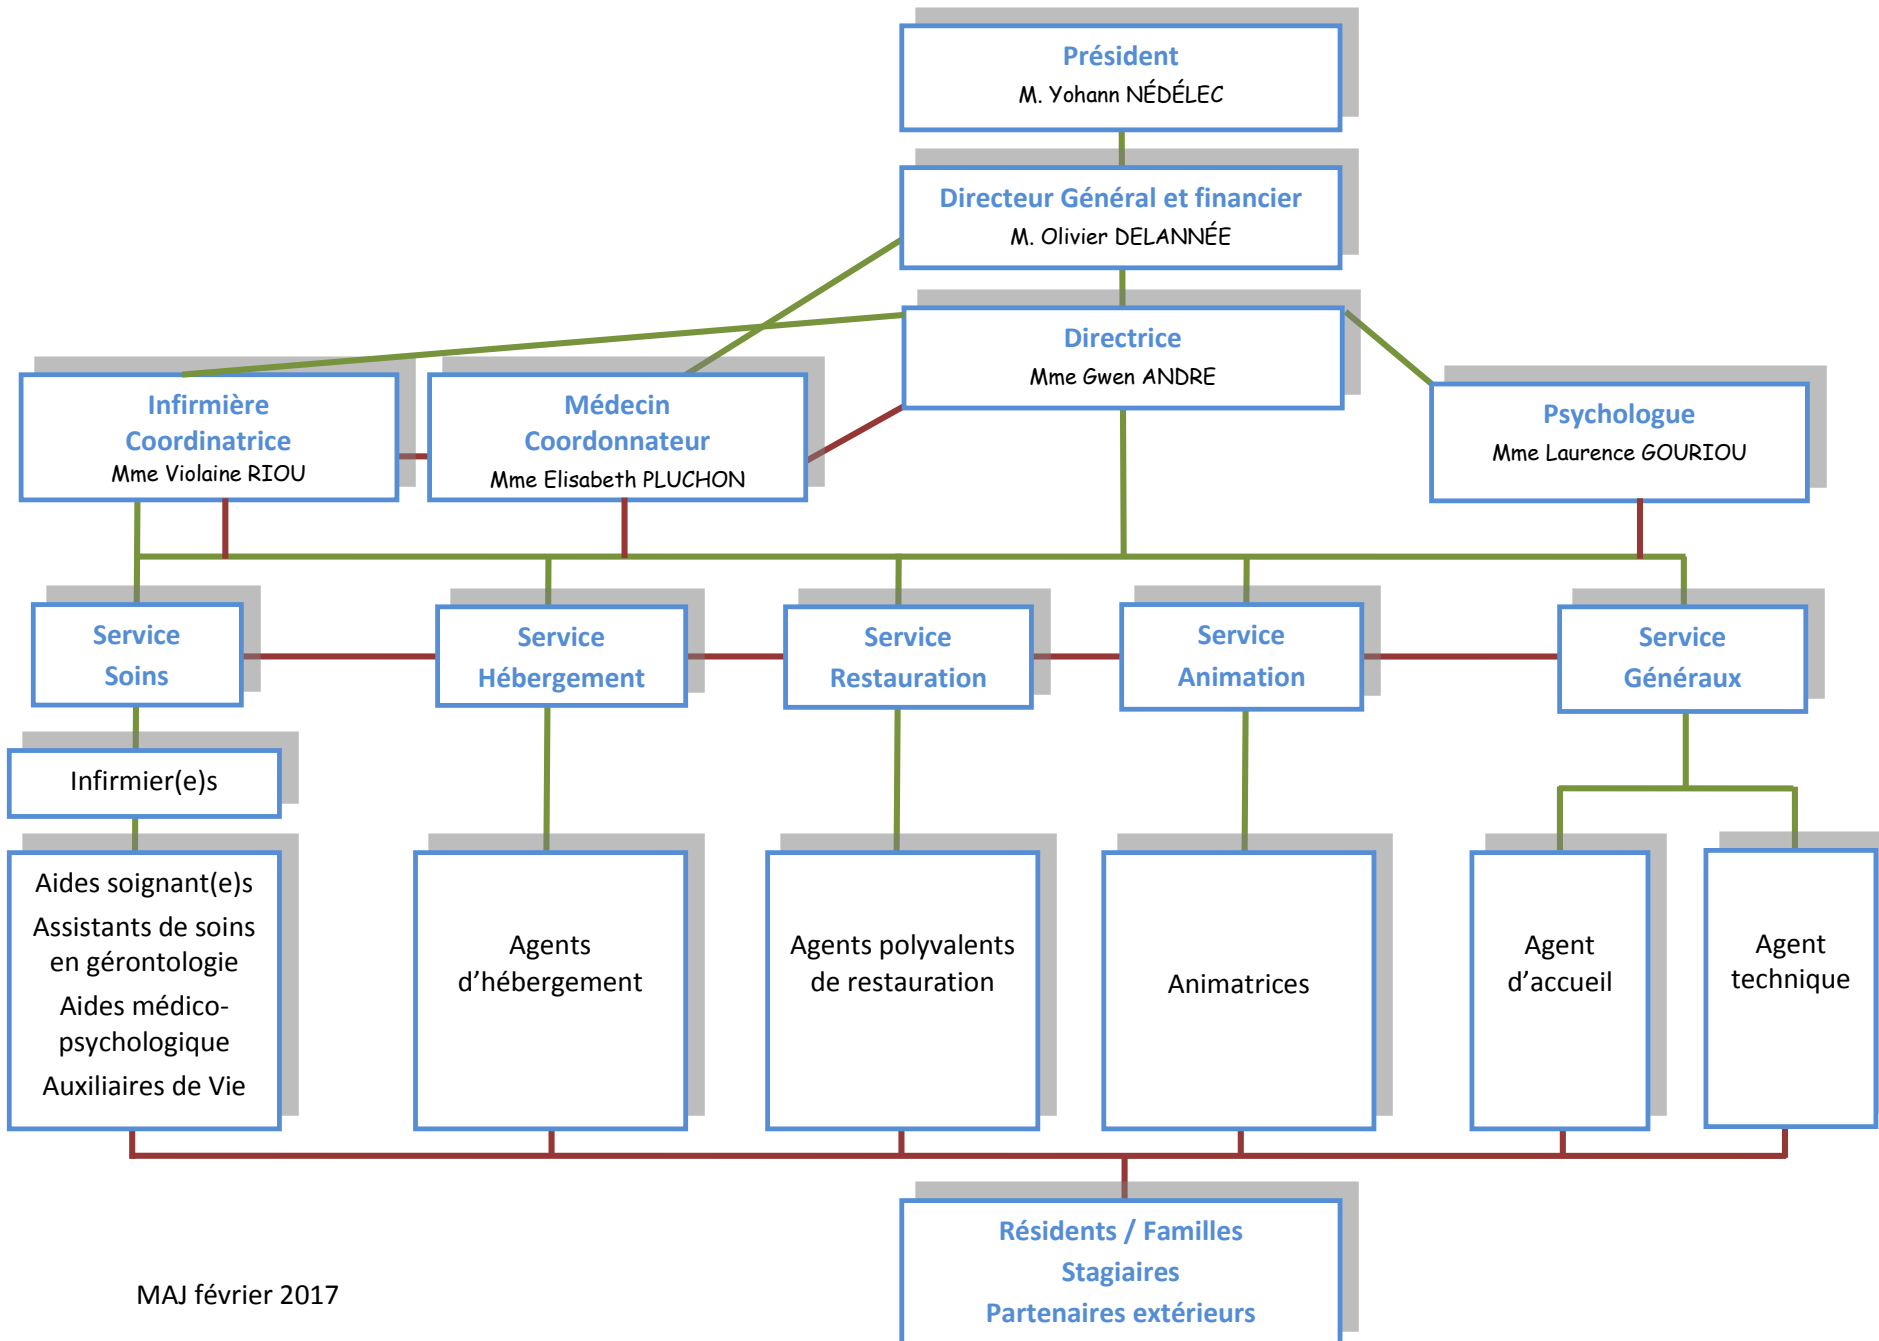 Président
M. Yohann NÉDÉLEC
Directeur Général et financier
M. Olivier DELANNÉE
Directrice
Mme Gwen ANDRE
Infirmière
Coordinatrice
Mme Violaine RIOU
Médecin
Coordonnateur
Mme Elisabeth PLUCHON
Psychologue
Mme Laurence GOURIOU
Service
Soins
Service
Hébergement
Service
Restauration
Service
Animation
Service
Généraux
Infirmier(e)s
Aides soignant(e)s
Assistants de soins
en gérontologie
Aides médico-
psychologique
Auxiliaires de Vie
Agents
d’hébergement
Agents polyvalents
de restauration
Animatrices
Agent
d’accueil
Agent
technique
Résidents / Familles
Stagiaires
Partenaires extérieurs
MAJ février 2017